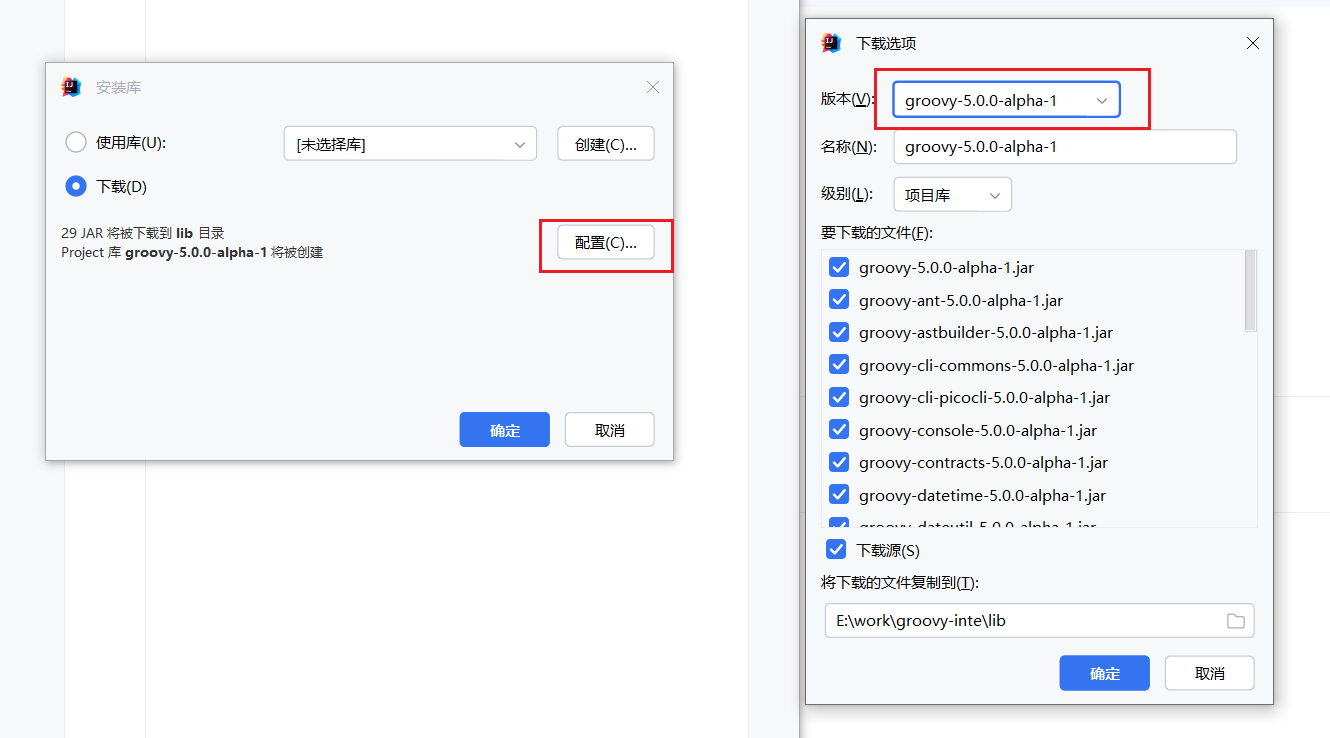 安装库
使用库(U):
[未选择库]
创建(C)...
下载(D)
29 JAR 将被下载到 lib 目录
Project 库 groovy-5.0.0-alpha-1 将被创建
配置(C)...
确定
取消
下载选项
版本(V):
groovy-5.0.0-alpha-1
名称(N):
groovy-5.0.0-alpha-1
级别(L):
项目库
要下载的文件(F):
groovy-5.0.0-alpha-1.jar
groovy-ant-5.0.0-alpha-1.jar
groovy-astbuilder-5.0.0-alpha-1.jar
groovy-cli-commons-5.0.0-alpha-1.jar
groovy-cli-picocli-5.0.0-alpha-1.jar
groovy-console-5.0.0-alpha-1.jar
groovy-contracts-5.0.0-alpha-1.jar
groovy-datetime-5.0.0-alpha-1.jar
groovy-dateutil-5.0.0-alpha-1.jar
下载源(S)
将下载的文件复制到(T):
E:\work\groovy-inte\lib
确定
取消